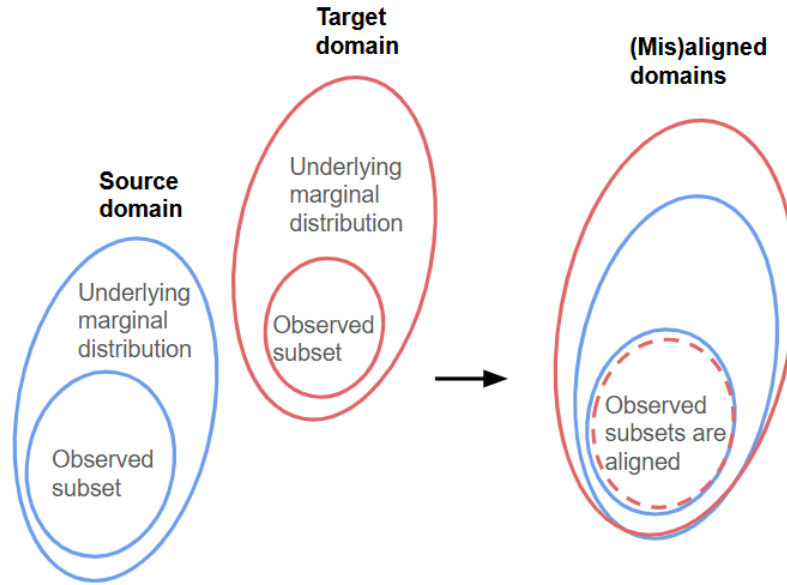 Source
domain
Underlying
marginal
distribution
Observed
subset
Target
domain
Underlying
marginal
distribution
Observed
subset
(Mis)aligned
domains
Observed
subsets are
aligned